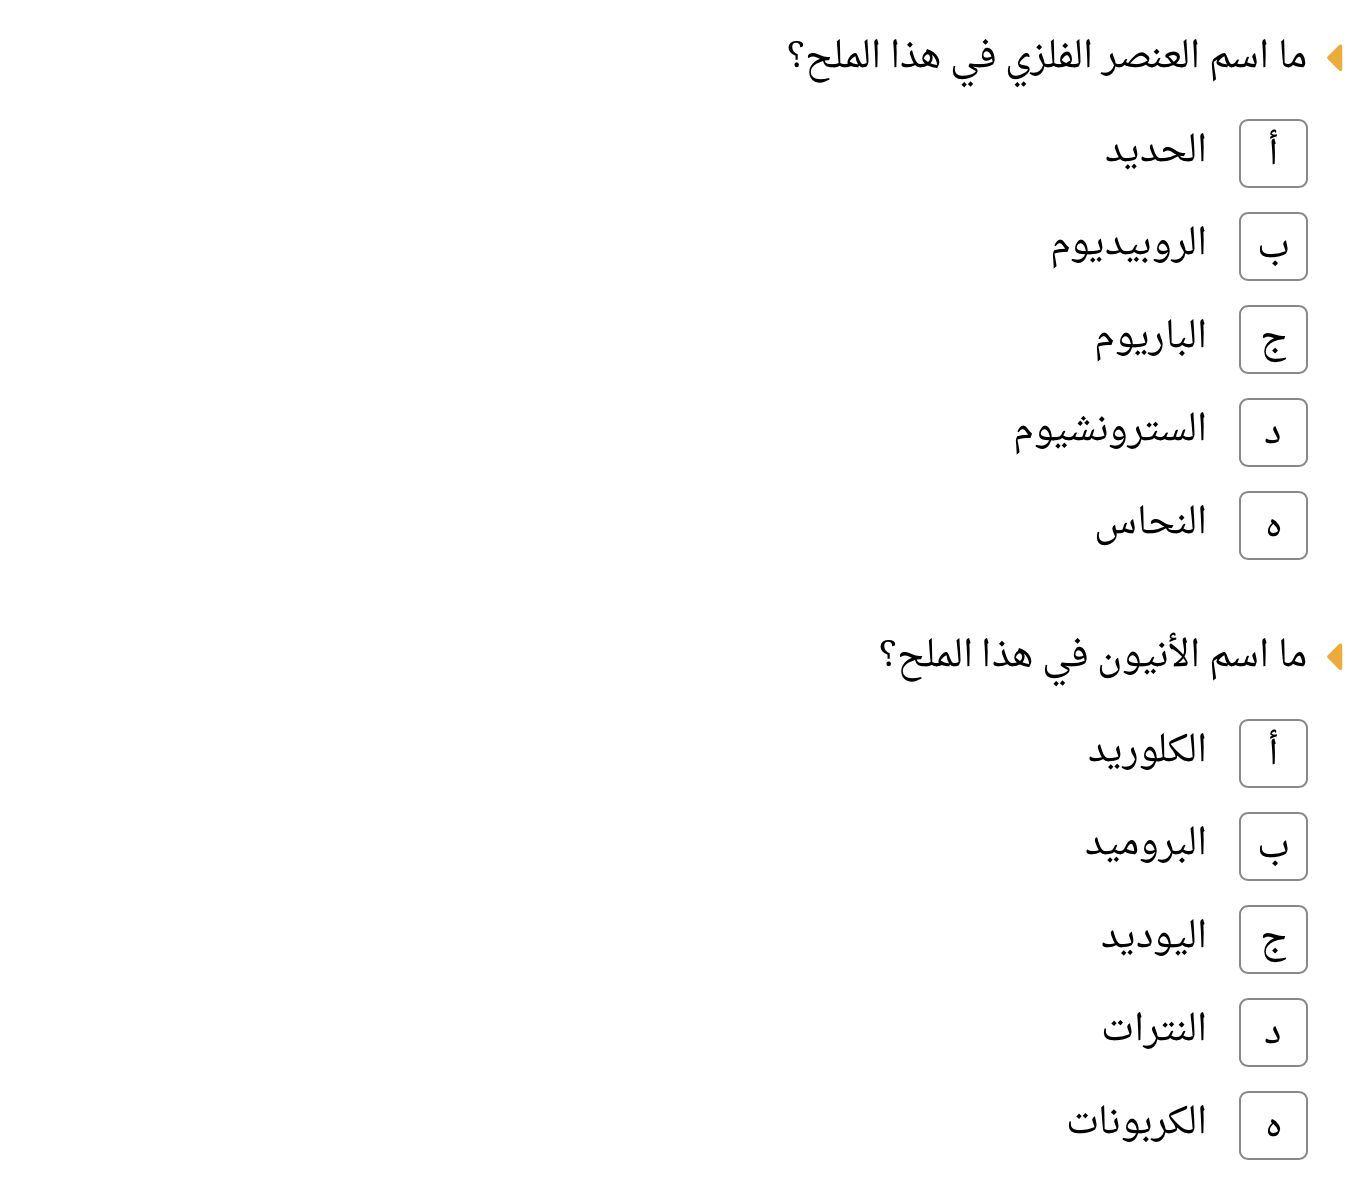 ما اسم العنصر الفلزي في هذا الملح؟
أ الحديد
ب الروبيديوم
ج الباريوم
د السترونشيوم
ه النحاس
ما اسم الأنيون في هذا الملح؟
أ الكلوريد
ب البروميد
ج اليوديد
د النترات
ه الكربونات